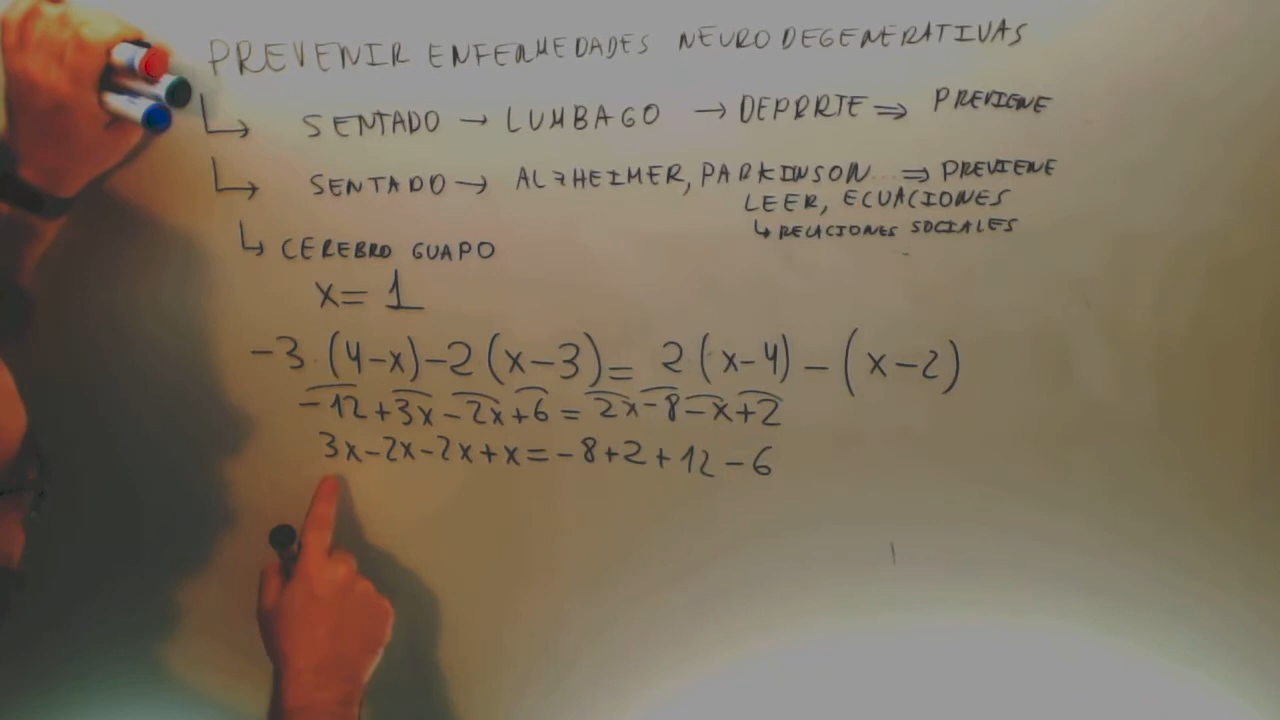 PREVENIR ENFERMEDADES NEURODEGENERATIVAS
↳ SENTADO → LUMBAGO → DEPORTE ⇒ PREVIENE
↳ SENTADO → ALZHEIMER, PARKINSON... ⇒ PREVIENE
LEER, ECUACIONES
↳ RELACIONES SOCIALES
↳ CEREBRO GUAPO
x = 1
-3·(4-x)-2(x-3) = 2(x-4)-(x-2)
-12+3x-2x+6 = 2x-8-x+2
3x-2x-2x+x = -8+2+12-6